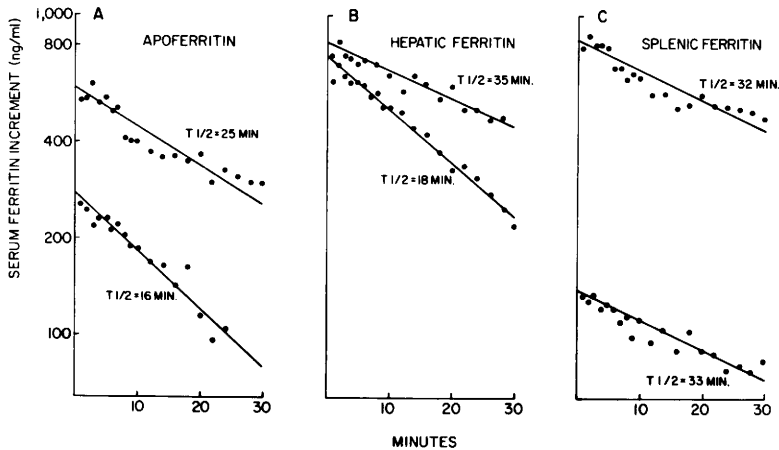 A
B
C
APOFERRITIN
HEPATIC FERRITIN
SPLENIC FERRITIN
SERUM FERRITIN INCREMENT (ng/ml)
1,000
800
400
200
100
T 1/2 = 25 MIN
T 1/2 = 16 MIN.
T 1/2 = 35 MIN.
T 1/2 = 18 MIN.
T 1/2 = 32 MIN.
T 1/2 = 33 MIN.
10 20 30
10 20 30
10 20 30
MINUTES